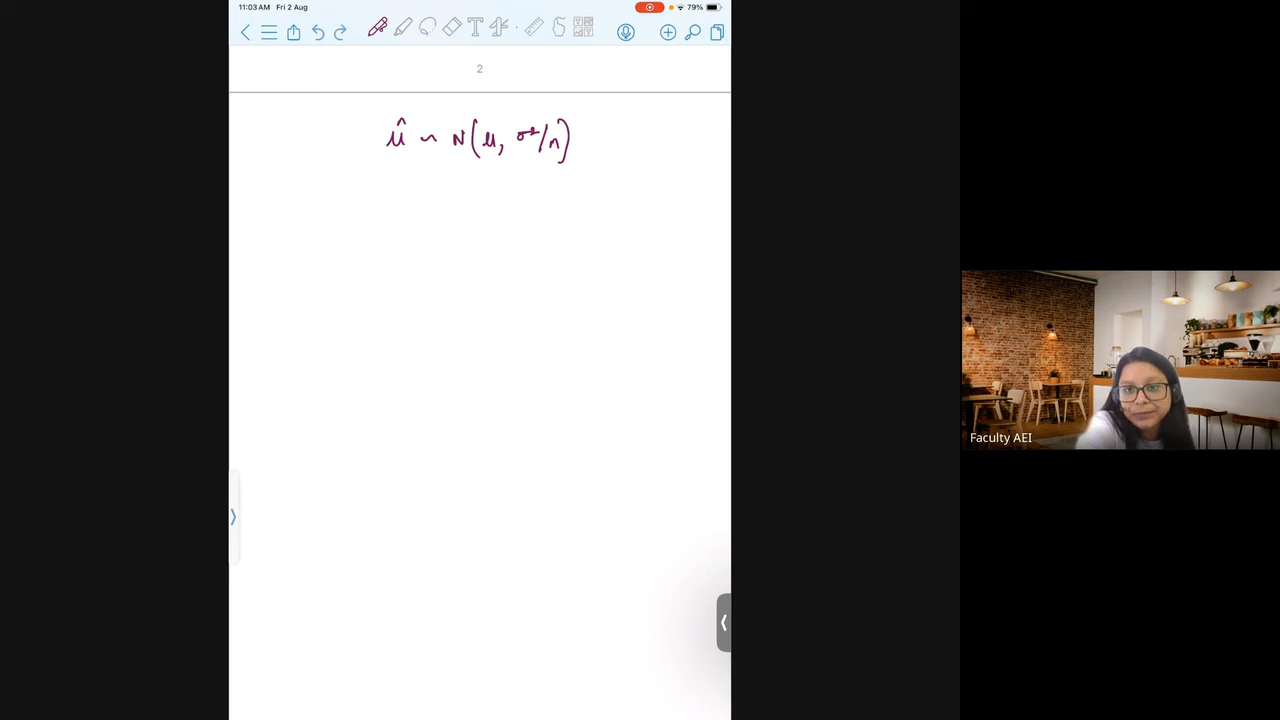 11:03 AM Fri 2 Aug
79%
2
μ̂ ~ N(μ, σ²/n)
Faculty AEI